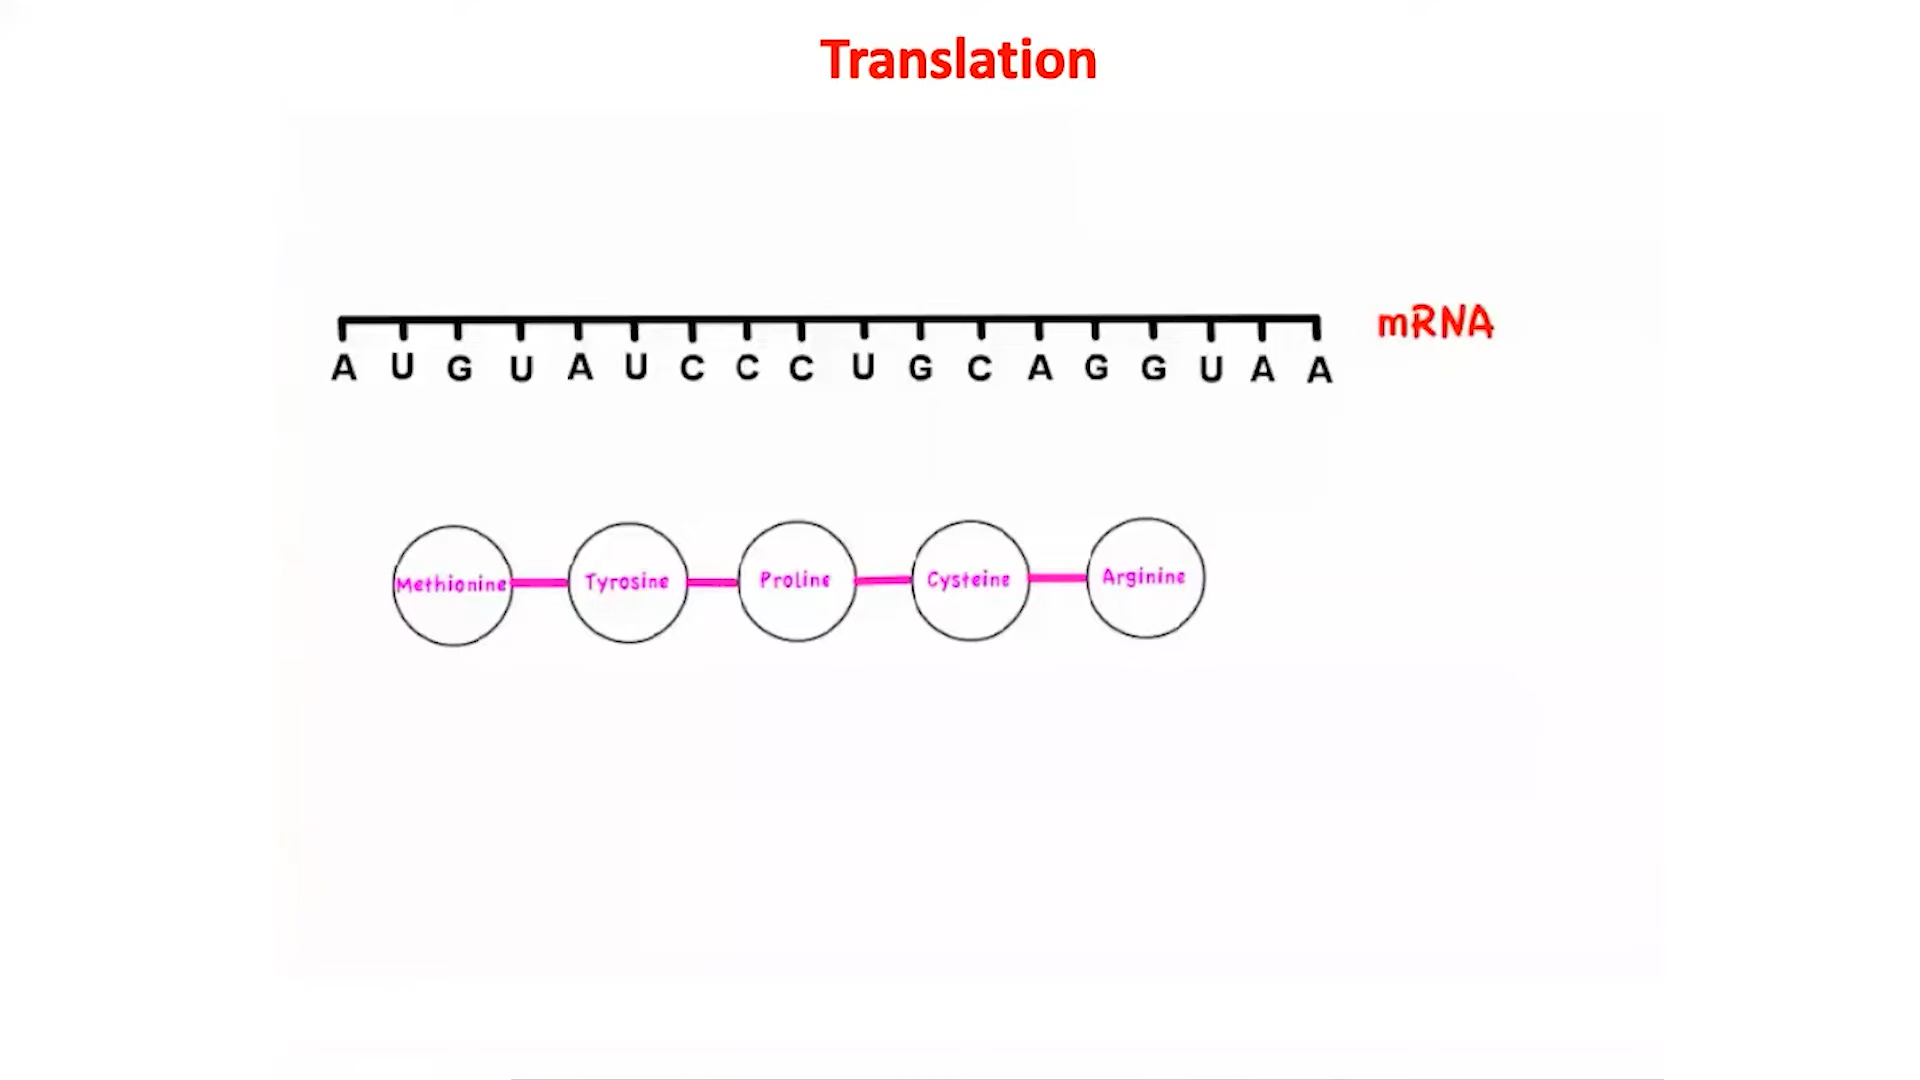 Translation
mRNA
A U G U A U C C C U G C A G G U A A
Methionine Tyrosine Proline Cysteine Arginine